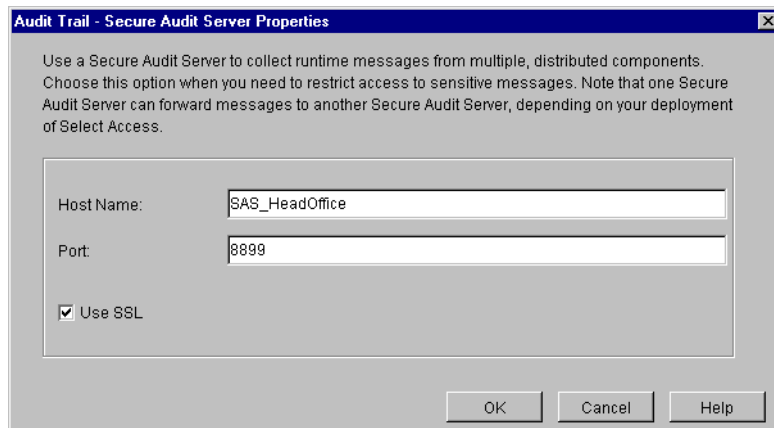 Audit Trail - Secure Audit Server Properties
Use a Secure Audit Server to collect runtime messages from multiple, distributed components.
Choose this option when you need to restrict access to sensitive messages. Note that one Secure
Audit Server can forward messages to another Secure Audit Server, depending on your deployment
of Select Access.
Host Name: SAS_HeadOffice
Port: 8899
Use SSL
OK Cancel Help